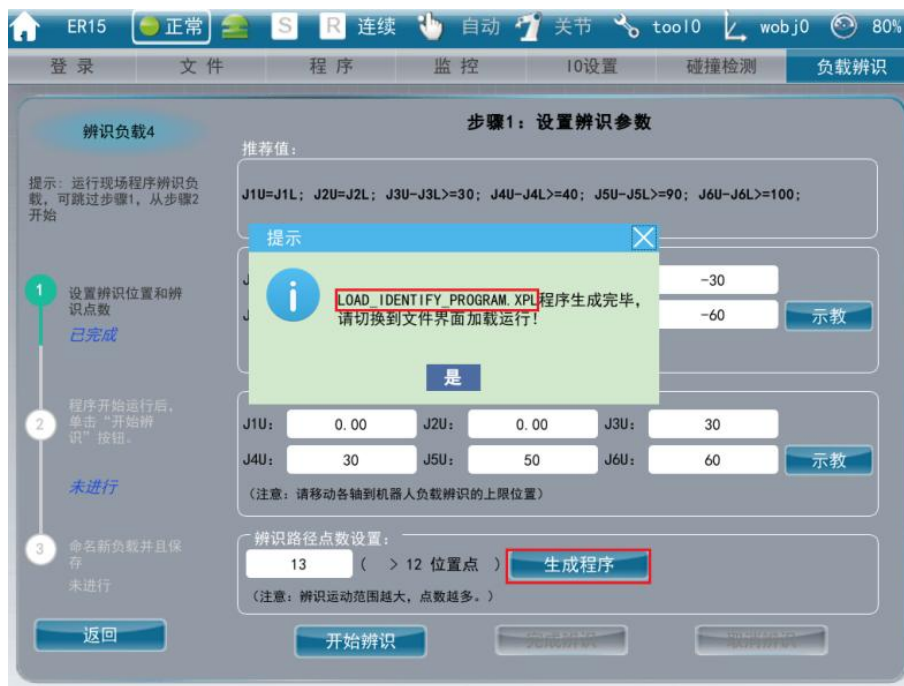 ER15 正常 S R 连续 自动 关节 tool0 wobj0 80%
登录 文件 程序 监控 IO设置 碰撞检测 负载辨识
辨识负载4
步骤1：设置辨识参数
提示：运行现场程序辨识负
载，可跳过步骤1，从步骤2
开始
推荐值：
J1U=J1L; J2U=J2L; J3U-J3L>=30; J4U-J4L>=40; J5U-J5L>=90; J6U-J6L>=100;
提示
LOAD_IDENTIFY_PROGRAM.XPL程序生成完毕，
请切换到文件界面加载运行！
是
-30
-60 示教
1 设置辨识位置和辨
识点数
已完成
2 程序开始运行后，
单击“开始辨
识”按钮。
未进行
J1U: 0.00 J2U: 0.00 J3U: 30
J4U: 30 J5U: 50 J6U: 60 示教
（注意：请移动各轴到机器人负载辨识的上限位置）
3 命名新负载并且保
存
未进行
辨识路径点数设置：
13 ( > 12 位置点 ) 生成程序
（注意：辨识运动范围越大，点数越多。）
返回 开始辨识 完成辨识 取消辨识